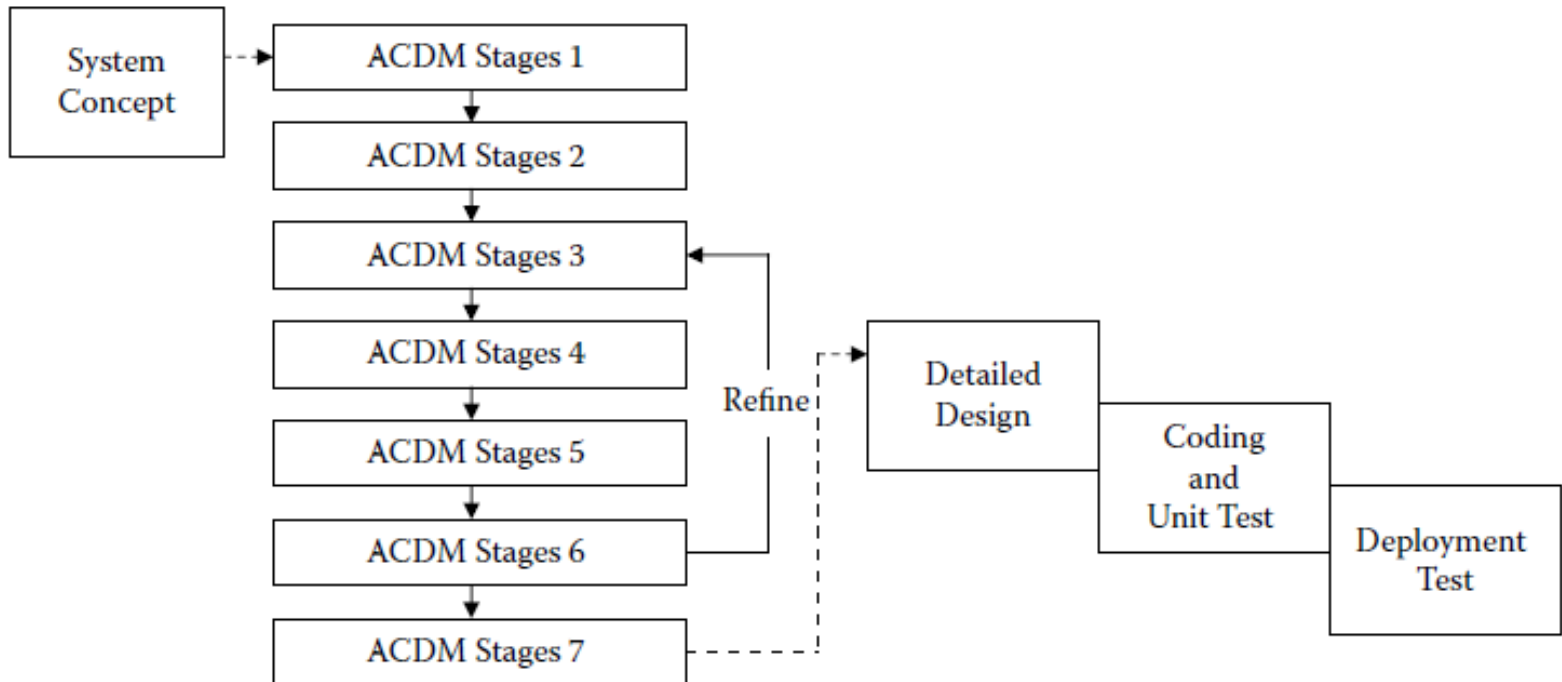 System
Concept
ACDM Stages 1
ACDM Stages 2
ACDM Stages 3
ACDM Stages 4
ACDM Stages 5
ACDM Stages 6
ACDM Stages 7
Refine
Detailed
Design
Coding
and
Unit Test
Deployment
Test